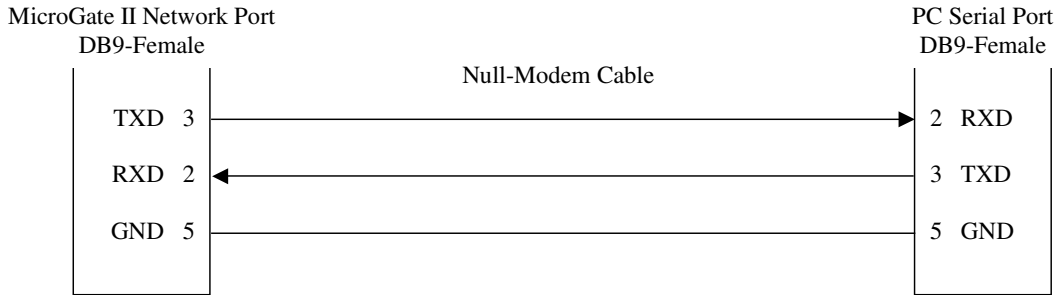 MicroGate II Network Port
DB9-Female
PC Serial Port
DB9-Female
Null-Modem Cable
TXD 3
2 RXD
RXD 2
3 TXD
GND 5
5 GND